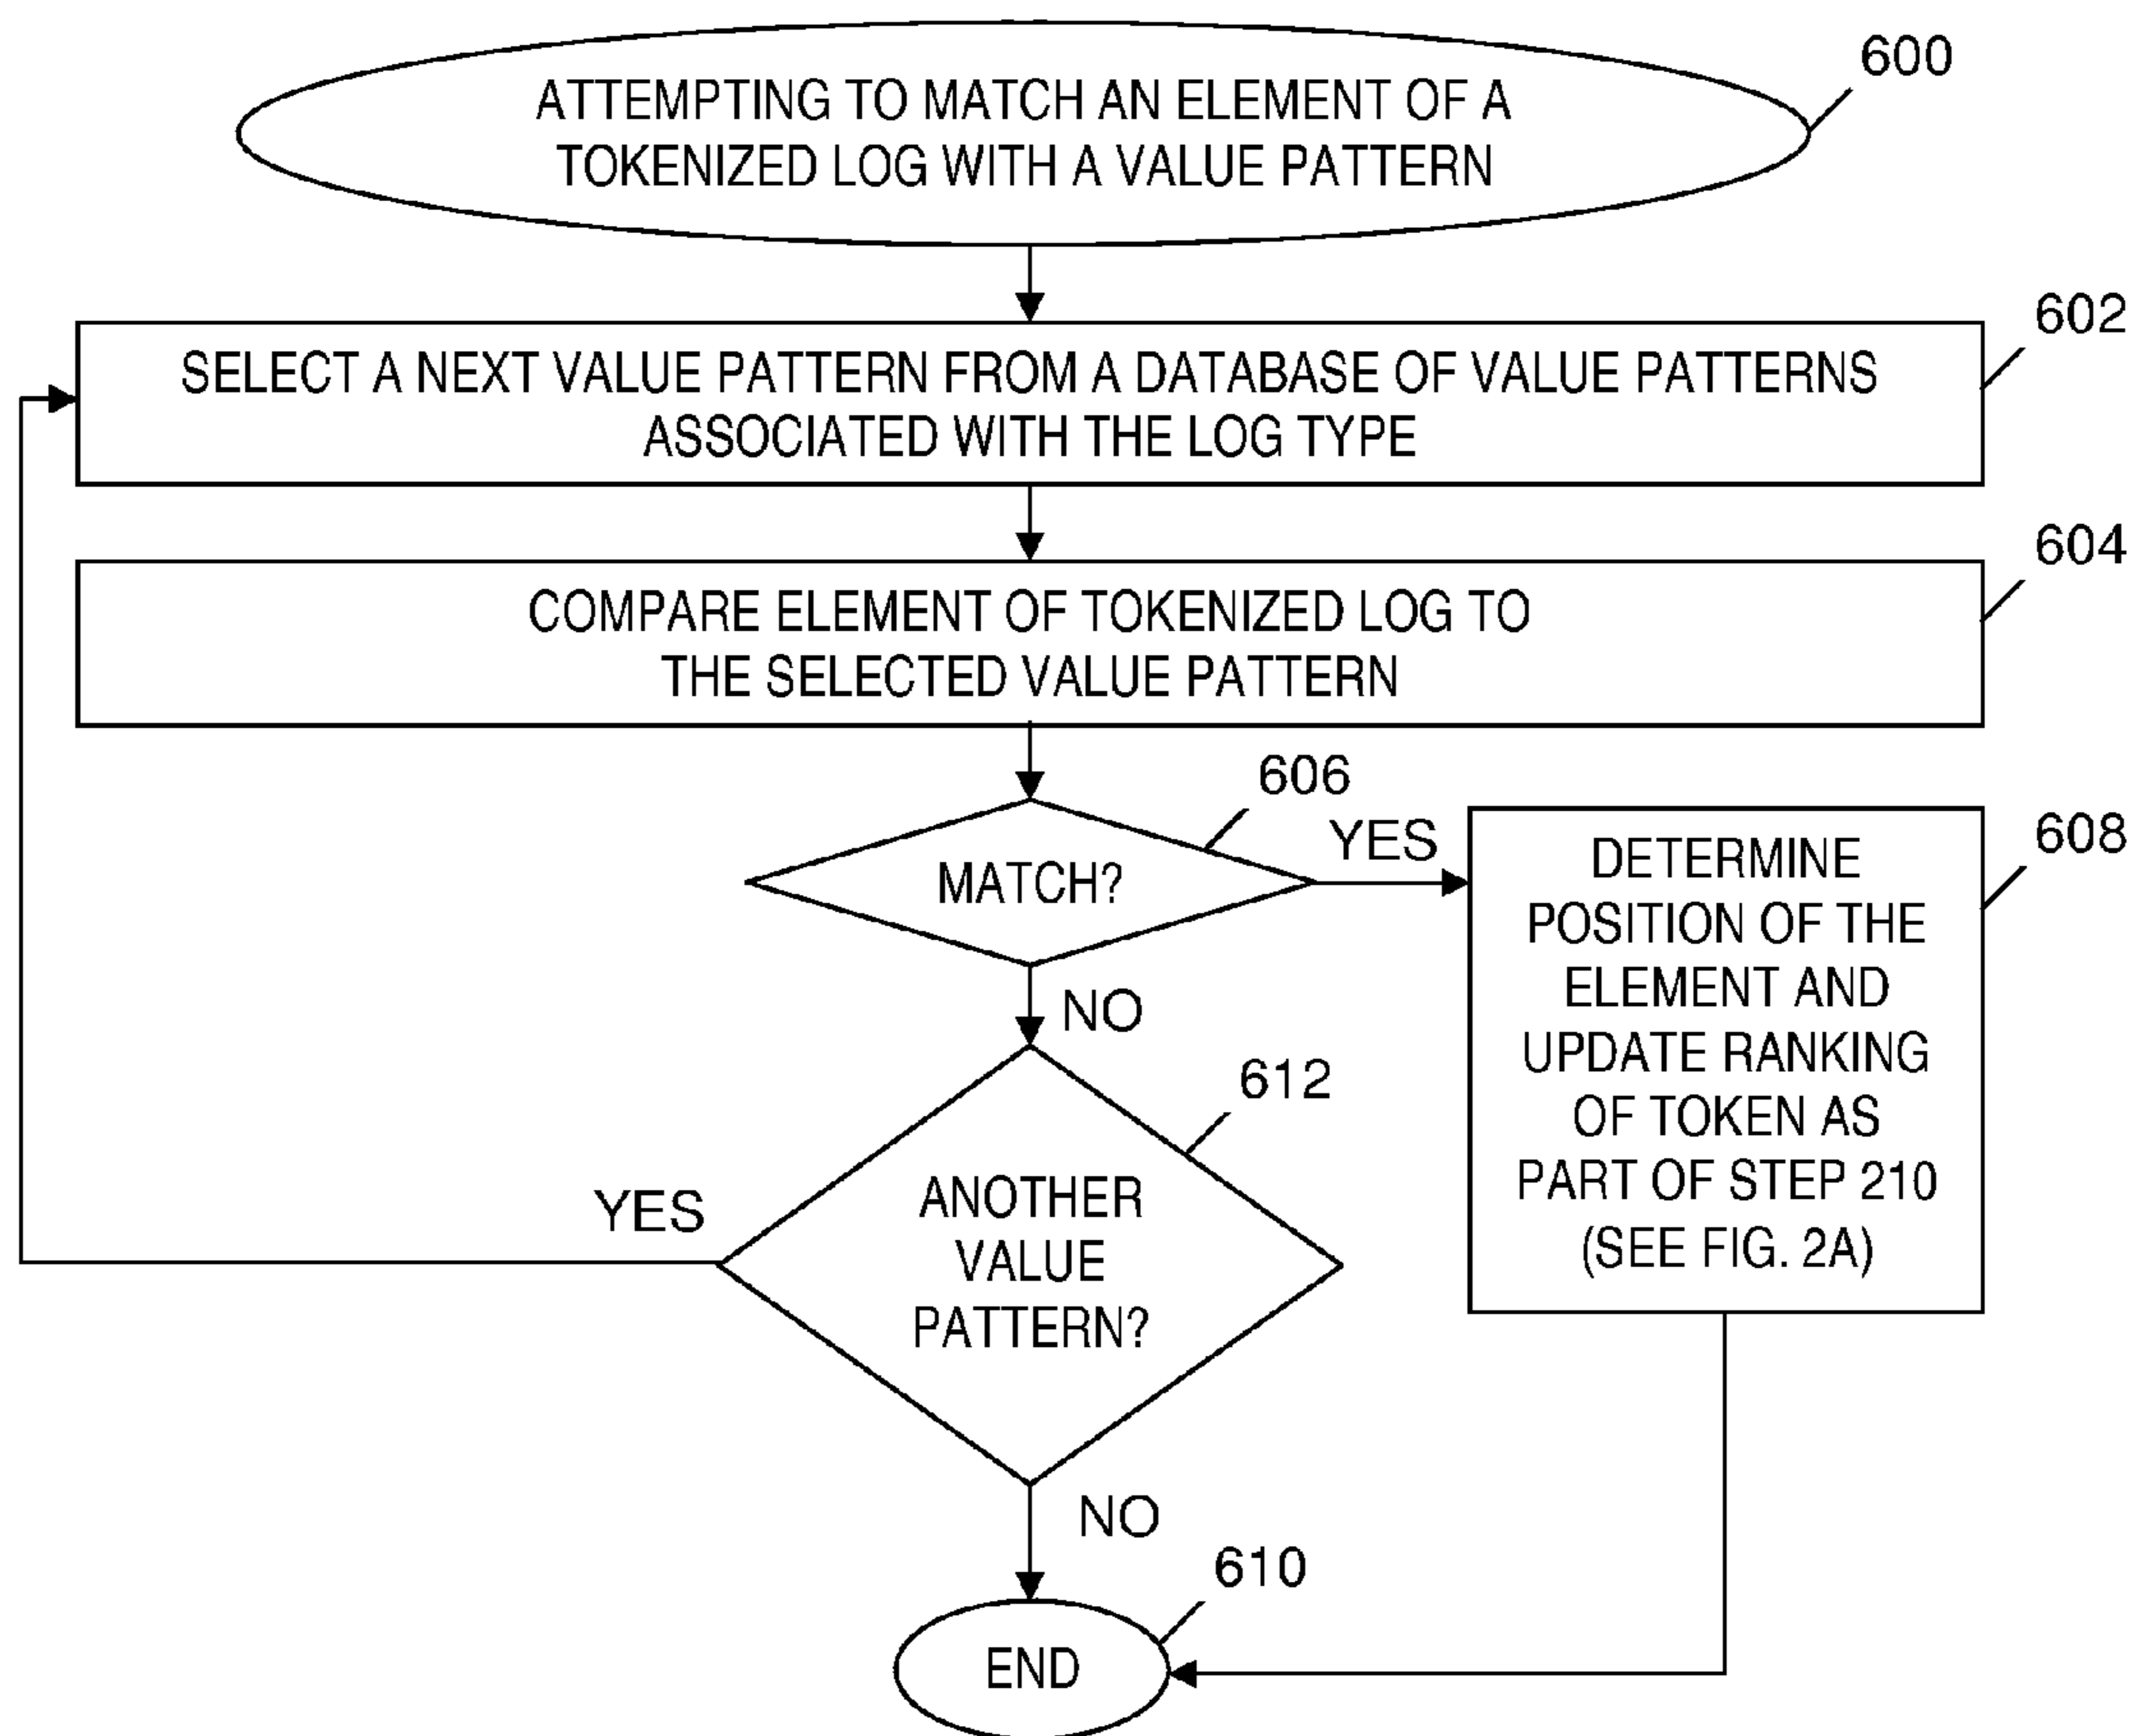 600
ATTEMPTING TO MATCH AN ELEMENT OF A
TOKENIZED LOG WITH A VALUE PATTERN
602
SELECT A NEXT VALUE PATTERN FROM A DATABASE OF VALUE PATTERNS
ASSOCIATED WITH THE LOG TYPE
604
COMPARE ELEMENT OF TOKENIZED LOG TO
THE SELECTED VALUE PATTERN
606
MATCH?
YES
608
DETERMINE
POSITION OF THE
ELEMENT AND
UPDATE RANKING
OF TOKEN AS
PART OF STEP 210
(SEE FIG. 2A)
NO
612
ANOTHER
VALUE
PATTERN?
YES
NO
610
END